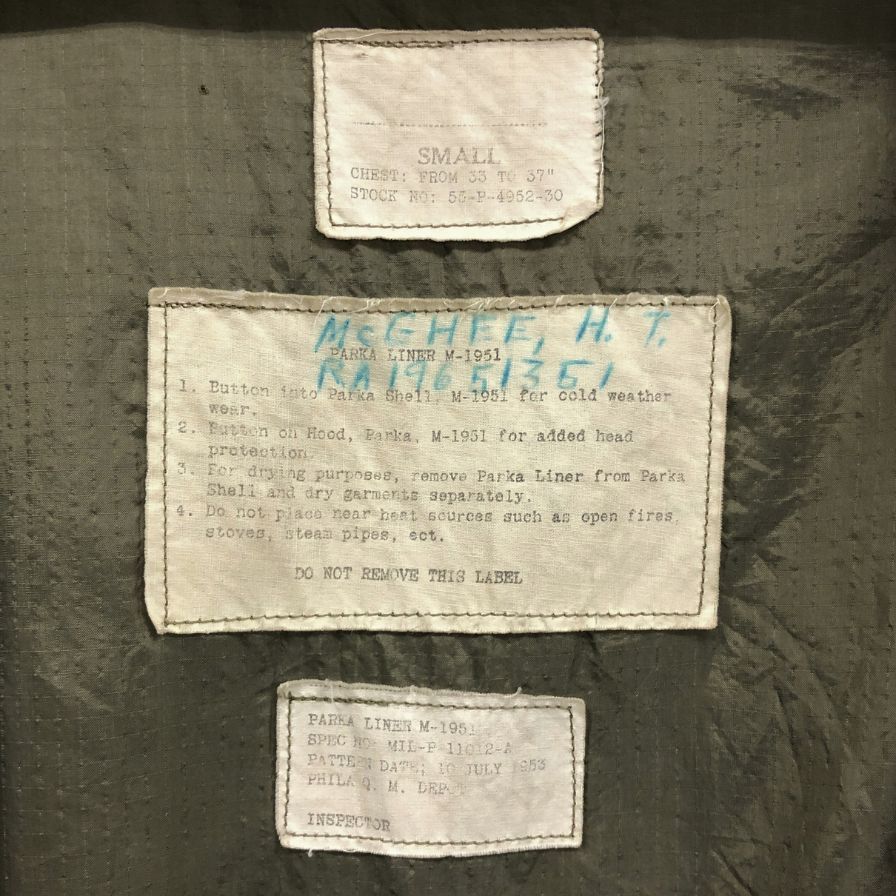 SMALL
CHEST: FROM 33 TO 37"
STOCK NO: 53-P-4952-30
McGHEE, H. T.
PARKA LINER M-1951
RA19651351
1. Button into Parka Shell, M-1951 for cold weather
wear.
2. Button on Hood, Parka, M-1951 for added head
protection.
3. For drying purposes, remove Parka Liner from Parka
Shell and dry garments separately.
4. Do not place near heat sources such as open fires,
stoves, steam pipes, ect.
DO NOT REMOVE THIS LABEL
PARKA LINER M-1951
SPEC NO: MIL-P-11012-A
PATTERN DATE; 10 JULY 1953
PHILA Q. M. DEPOT
INSPECTOR